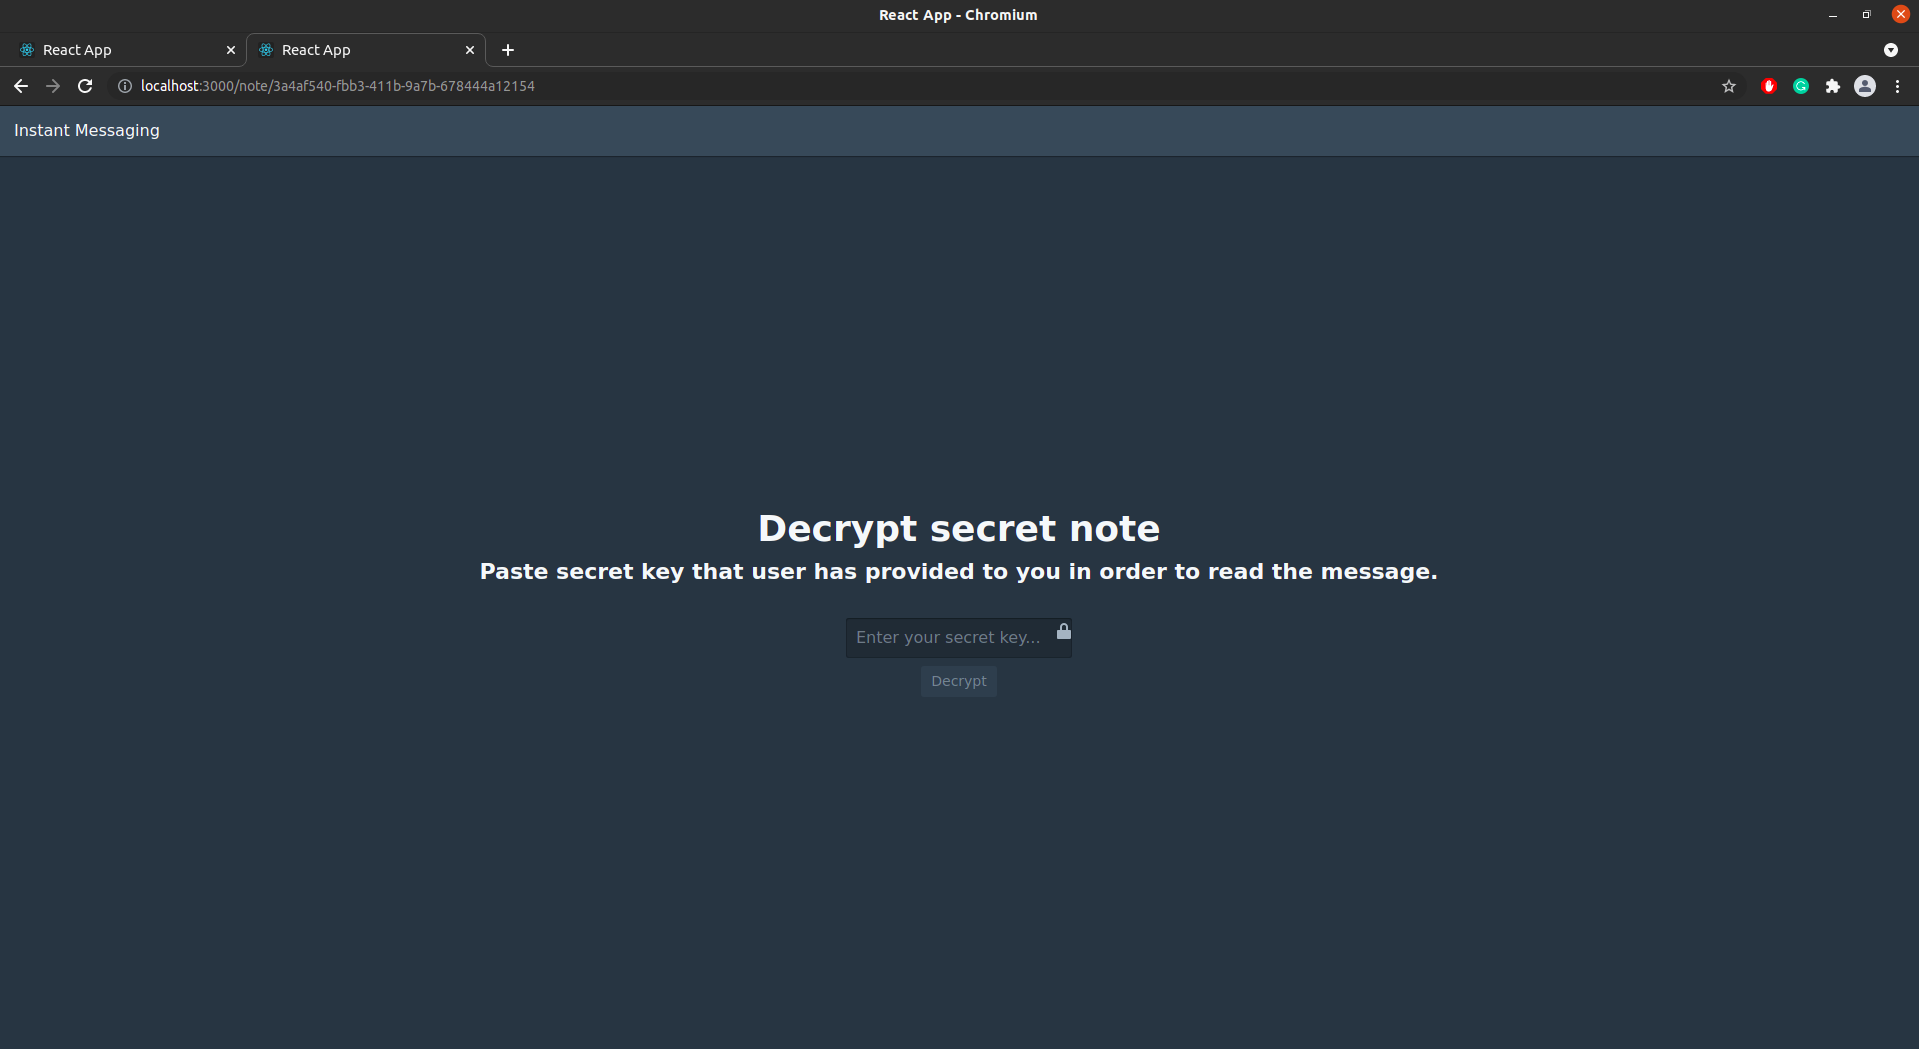 React App - Chromium
React App
React App
localhost:3000/note/3a4af540-fbb3-411b-9a7b-678444a12154
Instant Messaging
Decrypt secret note
Paste secret key that user has provided to you in order to read the message.
Enter your secret key...
Decrypt